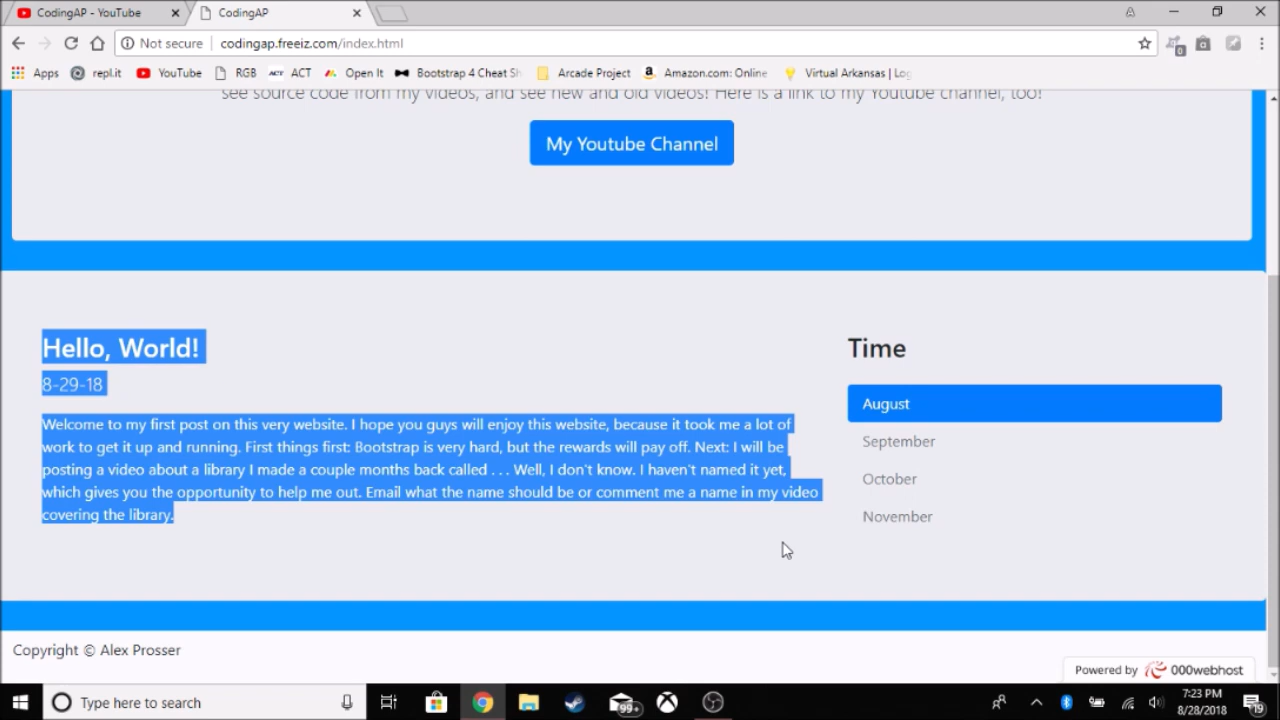 CodingAP - YouTube
CodingAP
Not secure
codingap.freeiz.com/index.html
Apps
repl.it
YouTube
RGB
ACT
ACT
Open It
Bootstrap 4 Cheat Sh
Arcade Project
Amazon.com: Online
Virtual Arkansas | Log
see source code from my videos, and see new and old videos! Here is a link to my Youtube channel, too!
My Youtube Channel
Hello, World!
8-29-18
Welcome to my first post on this very website. I hope you guys will enjoy this website, because it took me a lot of
work to get it up and running. First things first: Bootstrap is very hard, but the rewards will pay off. Next: I will be
posting a video about a library I made a couple months back called . . . Well, I don't know. I haven't named it yet,
which gives you the opportunity to help me out. Email what the name should be or comment me a name in my video
covering the library.
Time
August
September
October
November
Copyright © Alex Prosser
Powered by 000webhost
Type here to search
99+
7:23 PM
8/28/2018
19